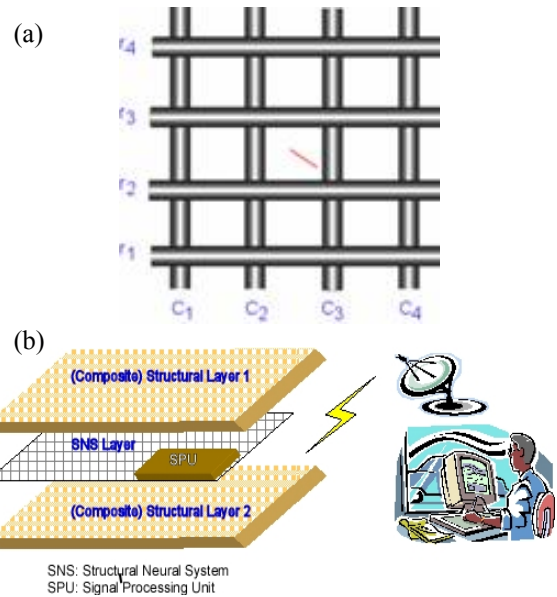 (a)
r4
r3
r2
r1
C1 C2 C3 C4
(b)
(Composite) Structural Layer 1
SNS Layer
SPU
(Composite) Structural Layer 2
SNS: Structural Neural System
SPU: Signal Processing Unit